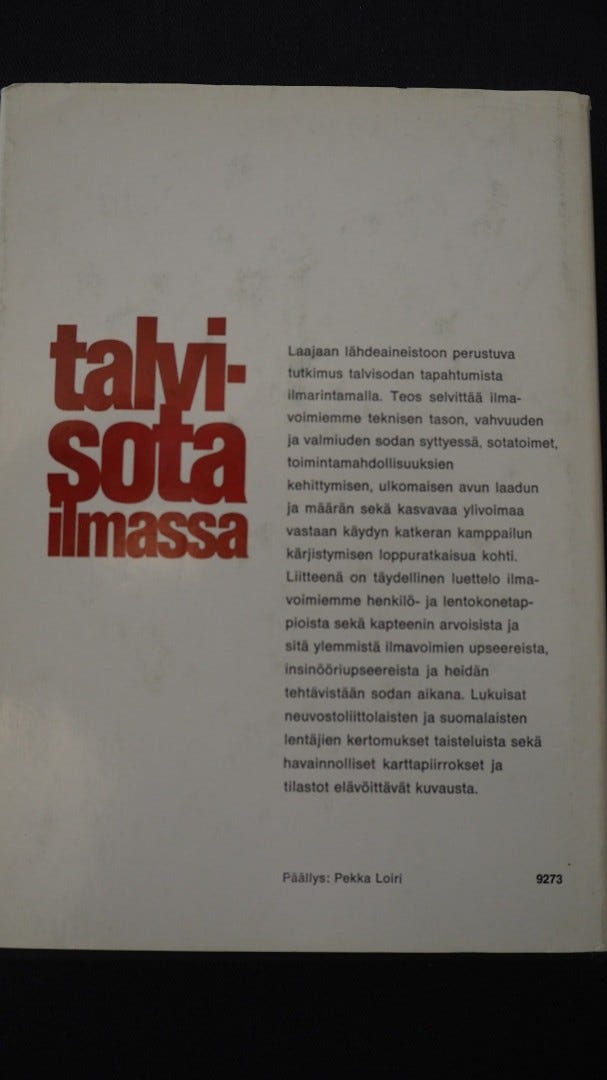 talvi-
sota
ilmassa
Laajaan lähdeaineistoon perustuva
tutkimus talvisodan tapahtumista
ilmarintamalla. Teos selvittää ilma-
voimiemme teknisen tason, vahvuuden
ja valmiuden sodan syttyessä, sotatoimet,
toimintamahdollisuuksien
kehittymisen, ulkomaisen avun laadun
ja määrän sekä kasvavaa ylivoimaa
vastaan käydyn katkeran kamppailun
kärjistymisen loppuratkaisua kohti.
Liitteenä on täydellinen luettelo ilma-
voimiemme henkilö- ja lentokonetap-
pioista sekä kapteenin arvoisista ja
sitä ylemmistä ilmavoimien upseereista,
insinööriupseereista ja heidän
tehtävistään sodan aikana. Lukuisat
neuvostoliittolaisten ja suomalaisten
lentäjien kertomukset taisteluista sekä
havainnolliset karttapiirrokset ja
tilastot elävöittävät kuvausta.
Päällys: Pekka Loiri
9273